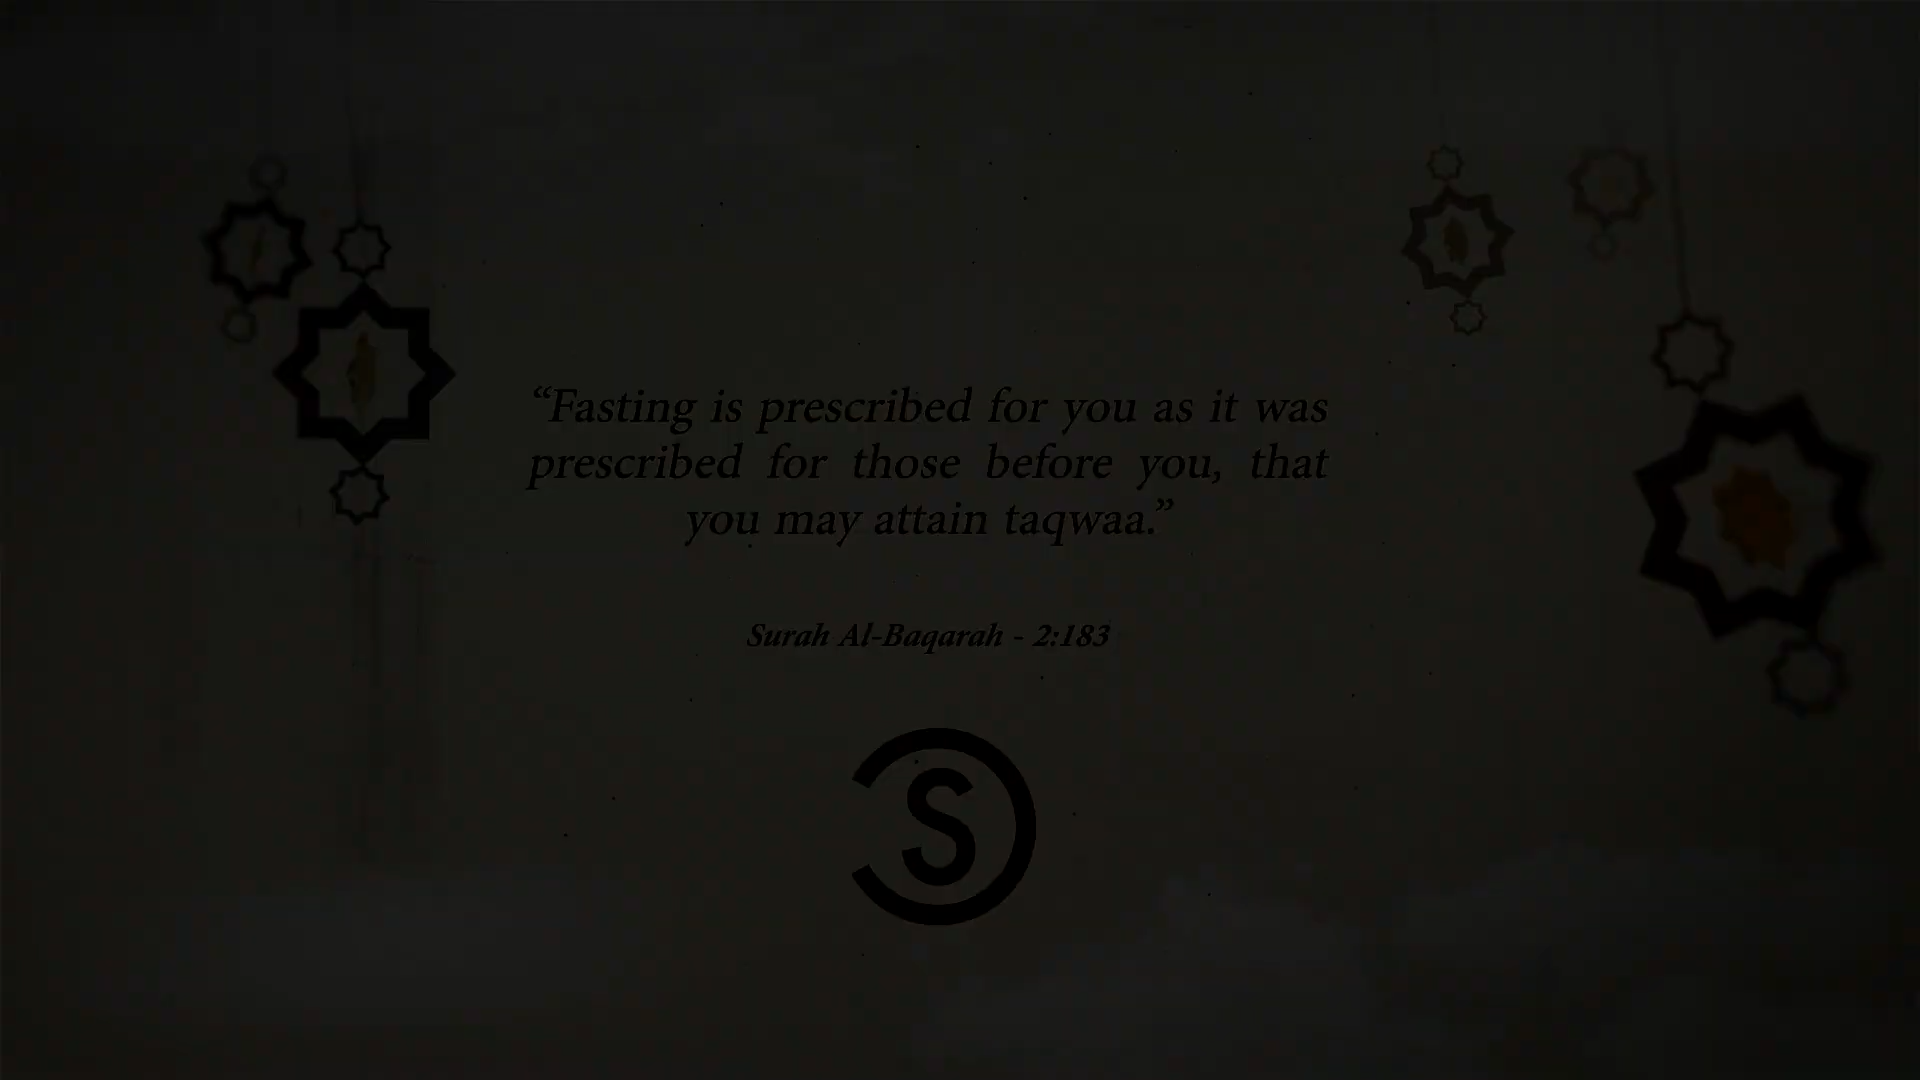 “Fasting is prescribed for you as it was
prescribed for those before you, that
you may attain taqwaa.”
Surah Al-Baqarah - 2:183
S